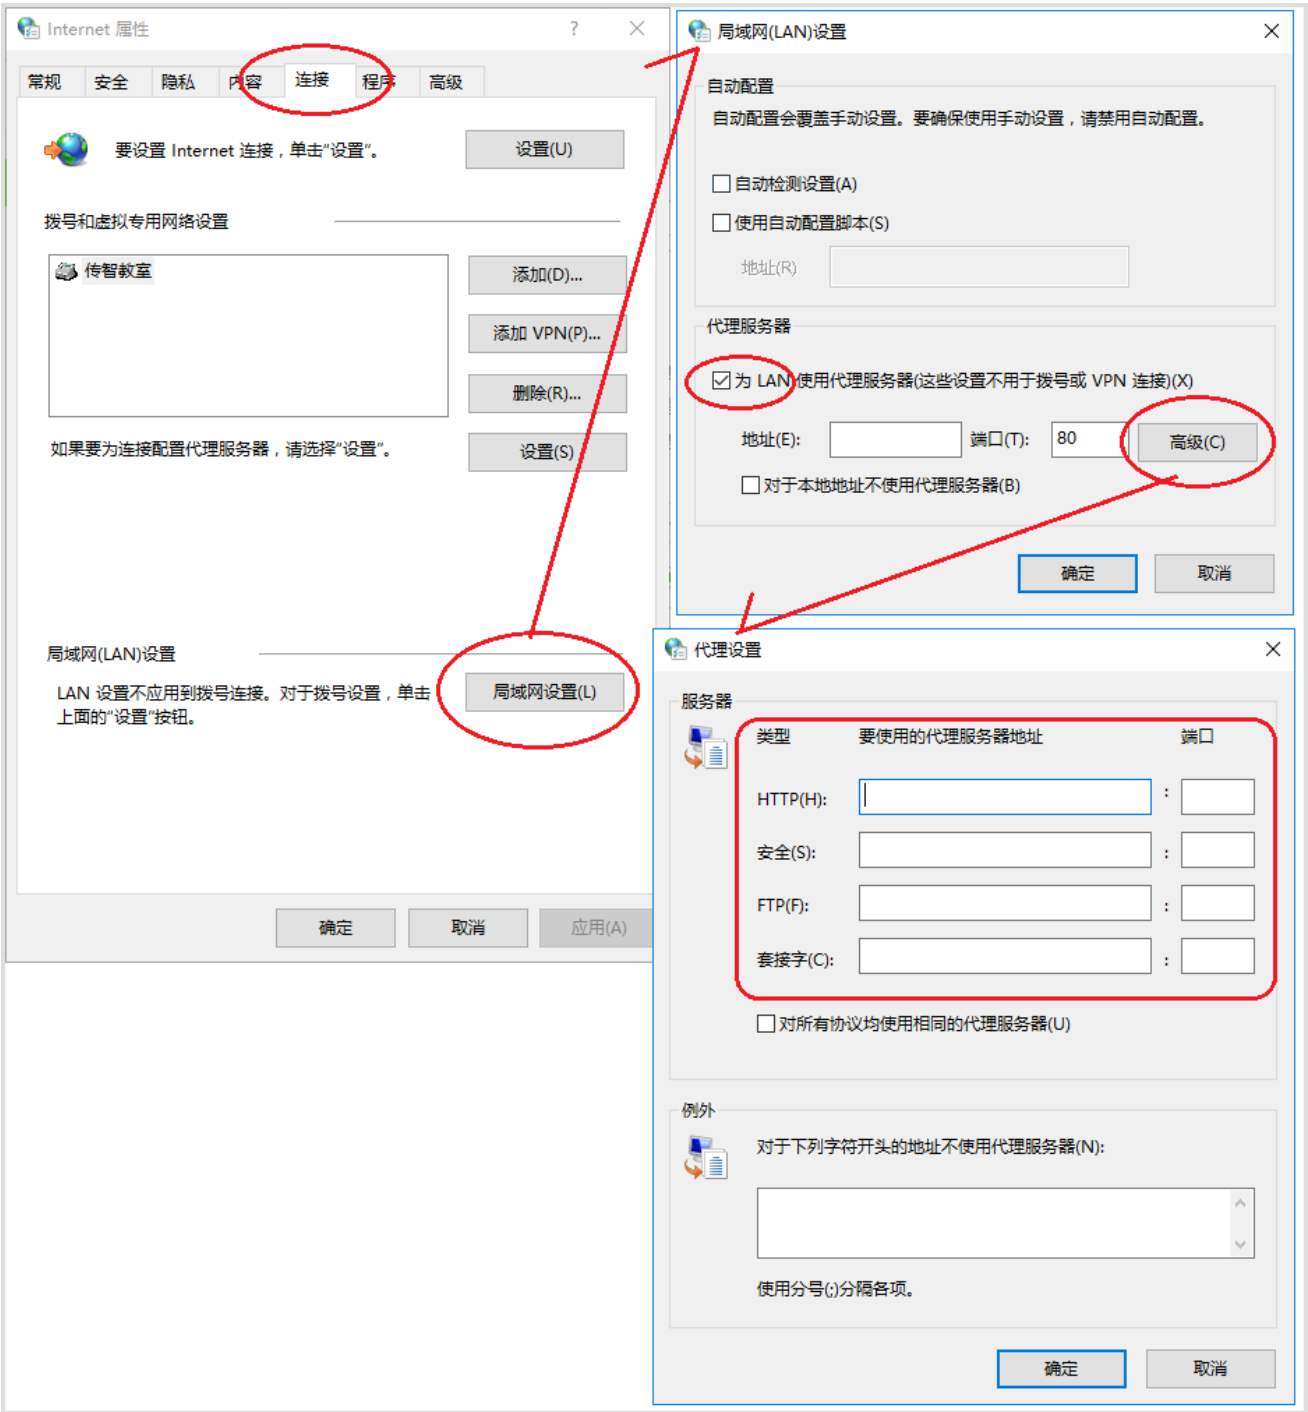 Internet 属性
?
常规 安全 隐私 内容 连接 程序 高级
要设置 Internet 连接，单击“设置”。
设置(U)
拨号和虚拟专用网络设置
传智教室
添加(D)...
添加 VPN(P)...
删除(R)...
如果要为连接配置代理服务器，请选择“设置”。
设置(S)
局域网(LAN)设置
LAN 设置不应用到拨号连接。对于拨号设置，单击
上面的“设置”按钮。
局域网设置(L)
确定 取消 应用(A)
局域网(LAN)设置
自动配置
自动配置会覆盖手动设置。要确保使用手动设置，请禁用自动配置。
自动检测设置(A)
使用自动配置脚本(S)
地址(R)
代理服务器
为 LAN 使用代理服务器(这些设置不用于拨号或 VPN 连接)(X)
地址(E): 端口(T): 80 高级(C)
对于本地地址不使用代理服务器(B)
确定 取消
代理设置
服务器
类型 要使用的代理服务器地址 端口
HTTP(H): :
安全(S): :
FTP(F): :
套接字(C): :
对所有协议均使用相同的代理服务器(U)
例外
对于下列字符开头的地址不使用代理服务器(N):
使用分号(;)分隔各项。
确定 取消